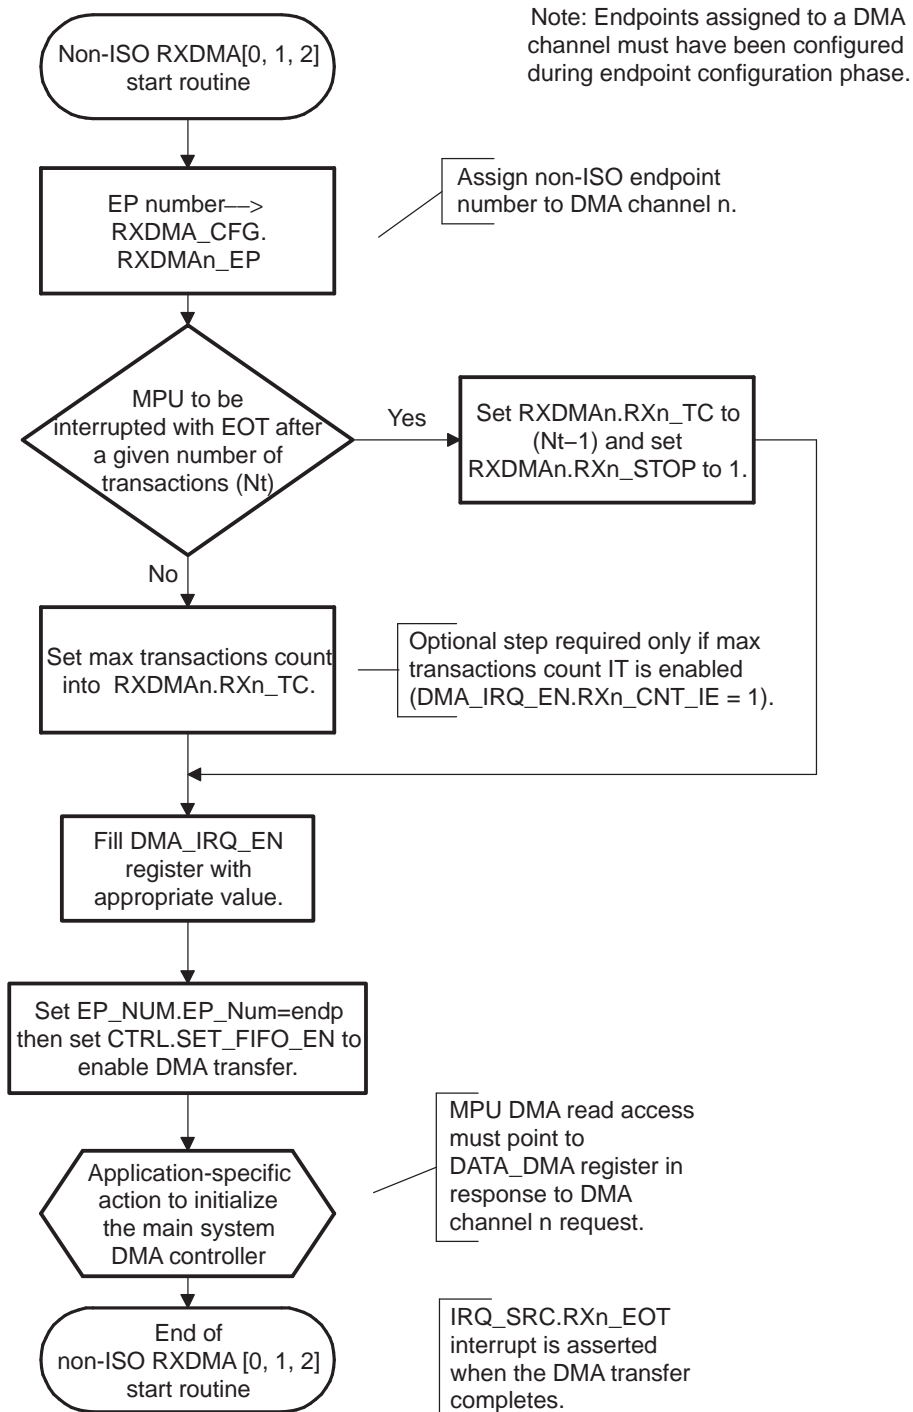 Note: Endpoints assigned to a DMA
channel must have been configured
during endpoint configuration phase.
Non-ISO RXDMA[0, 1, 2]
start routine
EP number—>
RXDMA_CFG.
RXDMAn_EP
Assign non-ISO endpoint
number to DMA channel n.
MPU to be
interrupted with EOT after
a given number of
transactions (Nt)
Yes
Set RXDMAn.RXn_TC to
(Nt–1) and set
RXDMAn.RXn_STOP to 1.
No
Set max transactions count
into RXDMAn.RXn_TC.
Optional step required only if max
transactions count IT is enabled
(DMA_IRQ_EN.RXn_CNT_IE = 1).
Fill DMA_IRQ_EN
register with
appropriate value.
Set EP_NUM.EP_Num=endp
then set CTRL.SET_FIFO_EN to
enable DMA transfer.
Application-specific
action to initialize
the main system
DMA controller
MPU DMA read access
must point to
DATA_DMA register in
response to DMA
channel n request.
End of
non-ISO RXDMA [0, 1, 2]
start routine
IRQ_SRC.RXn_EOT
interrupt is asserted
when the DMA transfer
completes.